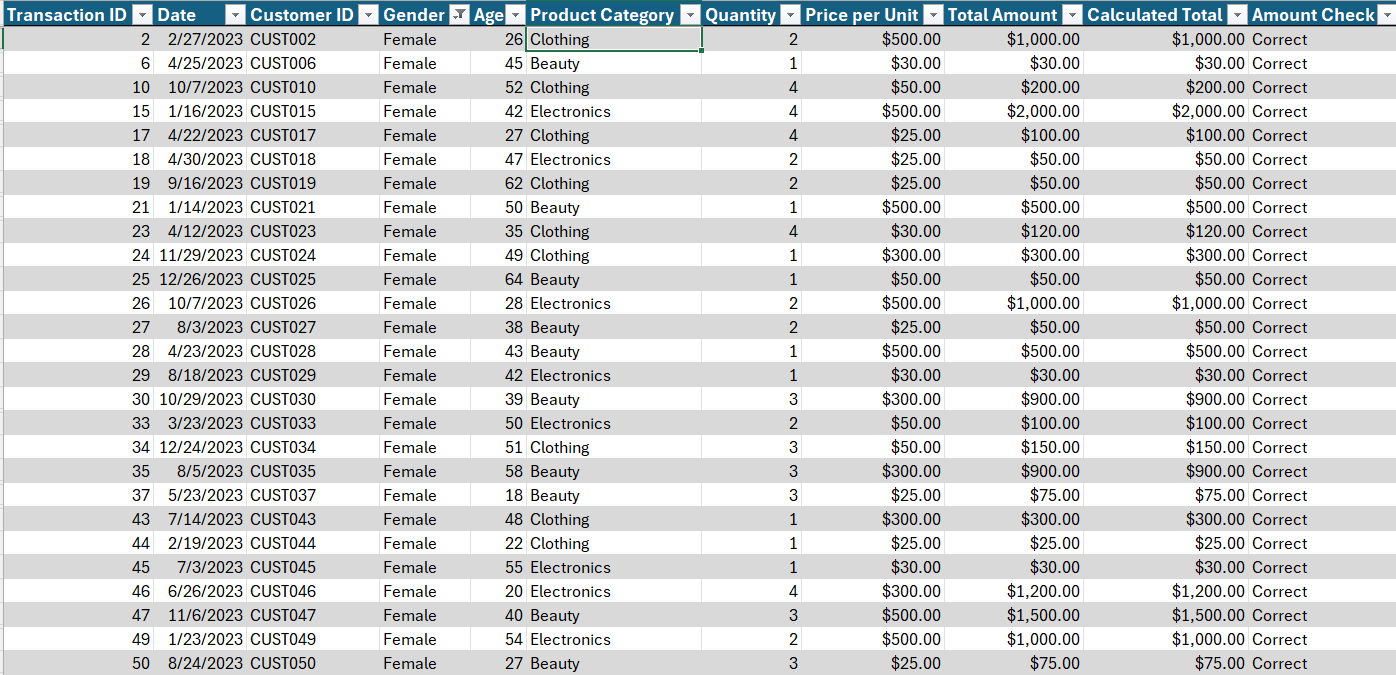 Transaction ID Date Customer ID Gender Age Product Category Quantity Price per Unit Total Amount Calculated Total Amount Check
2 2/27/2023 CUST002 Female 26 Clothing 2 $500.00 $1,000.00 $1,000.00 Correct
6 4/25/2023 CUST006 Female 45 Beauty 1 $30.00 $30.00 $30.00 Correct
10 10/7/2023 CUST010 Female 52 Clothing 4 $50.00 $200.00 $200.00 Correct
15 1/16/2023 CUST015 Female 42 Electronics 4 $500.00 $2,000.00 $2,000.00 Correct
17 4/22/2023 CUST017 Female 27 Clothing 4 $25.00 $100.00 $100.00 Correct
18 4/30/2023 CUST018 Female 47 Electronics 2 $25.00 $50.00 $50.00 Correct
19 9/16/2023 CUST019 Female 62 Clothing 2 $25.00 $50.00 $50.00 Correct
21 1/14/2023 CUST021 Female 50 Beauty 1 $500.00 $500.00 $500.00 Correct
23 4/12/2023 CUST023 Female 35 Clothing 4 $30.00 $120.00 $120.00 Correct
24 11/29/2023 CUST024 Female 49 Clothing 1 $300.00 $300.00 $300.00 Correct
25 12/26/2023 CUST025 Female 64 Beauty 1 $50.00 $50.00 $50.00 Correct
26 10/7/2023 CUST026 Female 28 Electronics 2 $500.00 $1,000.00 $1,000.00 Correct
27 8/3/2023 CUST027 Female 38 Beauty 2 $25.00 $50.00 $50.00 Correct
28 4/23/2023 CUST028 Female 43 Beauty 1 $500.00 $500.00 $500.00 Correct
29 8/18/2023 CUST029 Female 42 Electronics 1 $30.00 $30.00 $30.00 Correct
30 10/29/2023 CUST030 Female 39 Beauty 3 $300.00 $900.00 $900.00 Correct
33 3/23/2023 CUST033 Female 50 Electronics 2 $50.00 $100.00 $100.00 Correct
34 12/24/2023 CUST034 Female 51 Clothing 3 $50.00 $150.00 $150.00 Correct
35 8/5/2023 CUST035 Female 58 Beauty 3 $300.00 $900.00 $900.00 Correct
37 5/23/2023 CUST037 Female 18 Beauty 3 $25.00 $75.00 $75.00 Correct
43 7/14/2023 CUST043 Female 48 Clothing 1 $300.00 $300.00 $300.00 Correct
44 2/19/2023 CUST044 Female 22 Clothing 1 $25.00 $25.00 $25.00 Correct
45 7/3/2023 CUST045 Female 55 Electronics 1 $30.00 $30.00 $30.00 Correct
46 6/26/2023 CUST046 Female 20 Electronics 4 $300.00 $1,200.00 $1,200.00 Correct
47 11/6/2023 CUST047 Female 40 Beauty 3 $500.00 $1,500.00 $1,500.00 Correct
49 1/23/2023 CUST049 Female 54 Electronics 2 $500.00 $1,000.00 $1,000.00 Correct
50 8/24/2023 CUST050 Female 27 Beauty 3 $25.00 $75.00 $75.00 Correct